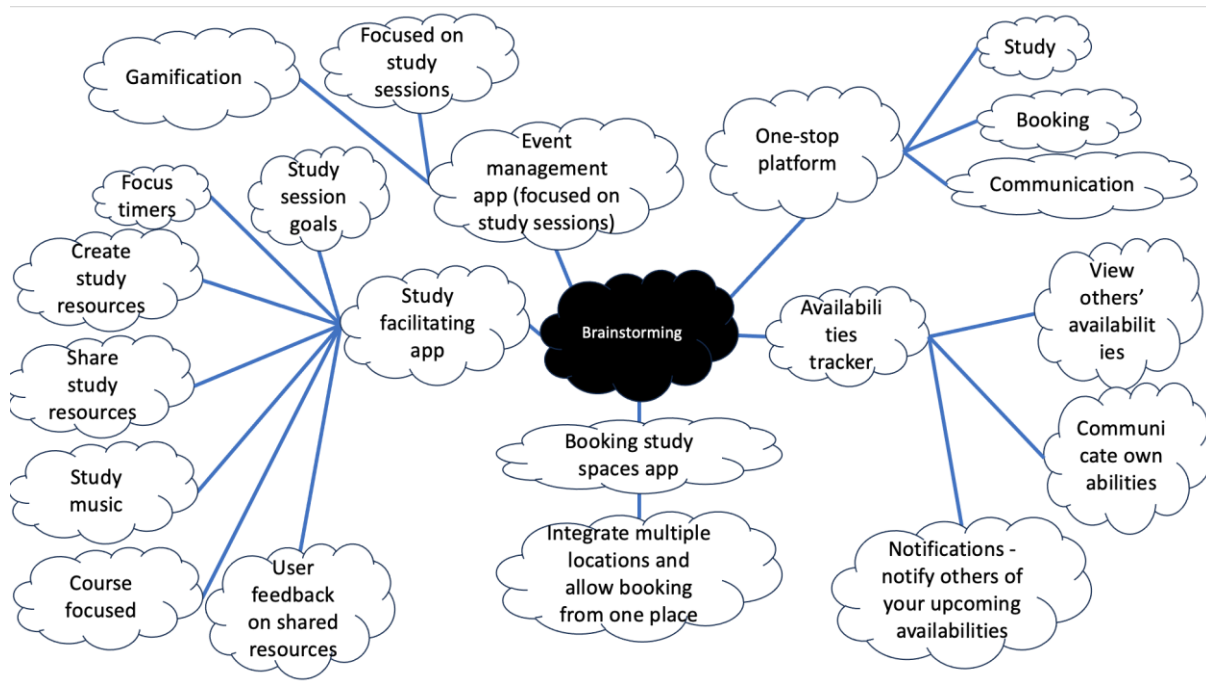 Gamification
Focused on
study
sessions
Event
management
app (focused on
study sessions)
One-stop
platform
Study
Booking
Communication
Focus
timers
Study
session
goals
Create
study
resources
Share
study
resources
Study
music
Course
focused
User
feedback
on shared
resources
Study
facilitating
app
Brainstorming
Availabili
ties
tracker
View
others’
availabilit
ies
Communi
cate own
abilities
Notifications -
notify others of
your upcoming
availabilities
Booking study
spaces app
Integrate multiple
locations and
allow booking
from one place